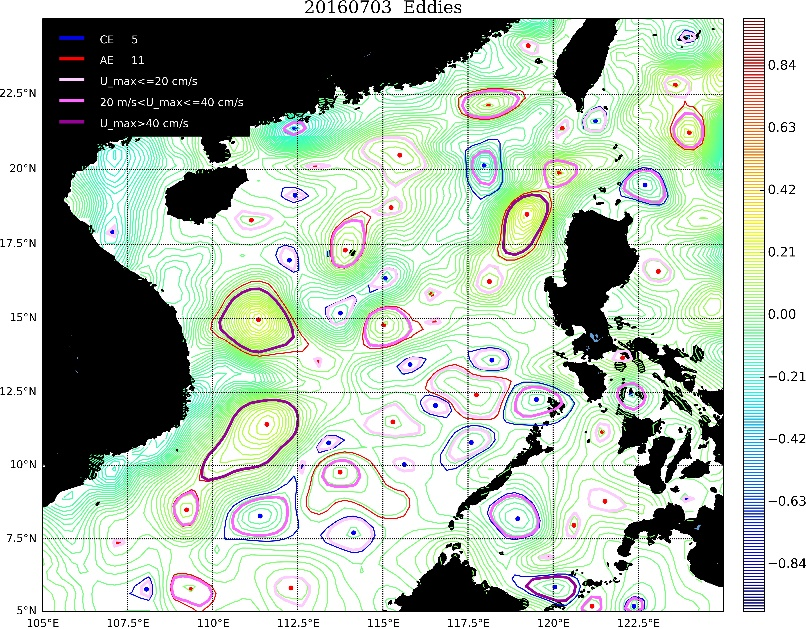 20160703 Eddies
CE 5
AE 11
U_max<=20 cm/s
20 m/s<U_max<=40 cm/s
U_max>40 cm/s
22.5°N
20°N
17.5°N
15°N
12.5°N
10°N
7.5°N
5°N
105°E 107.5°E 110°E 112.5°E 115°E 117.5°E 120°E 122.5°E
0.84
0.63
0.42
0.21
0.00
−0.21
−0.42
−0.63
−0.84